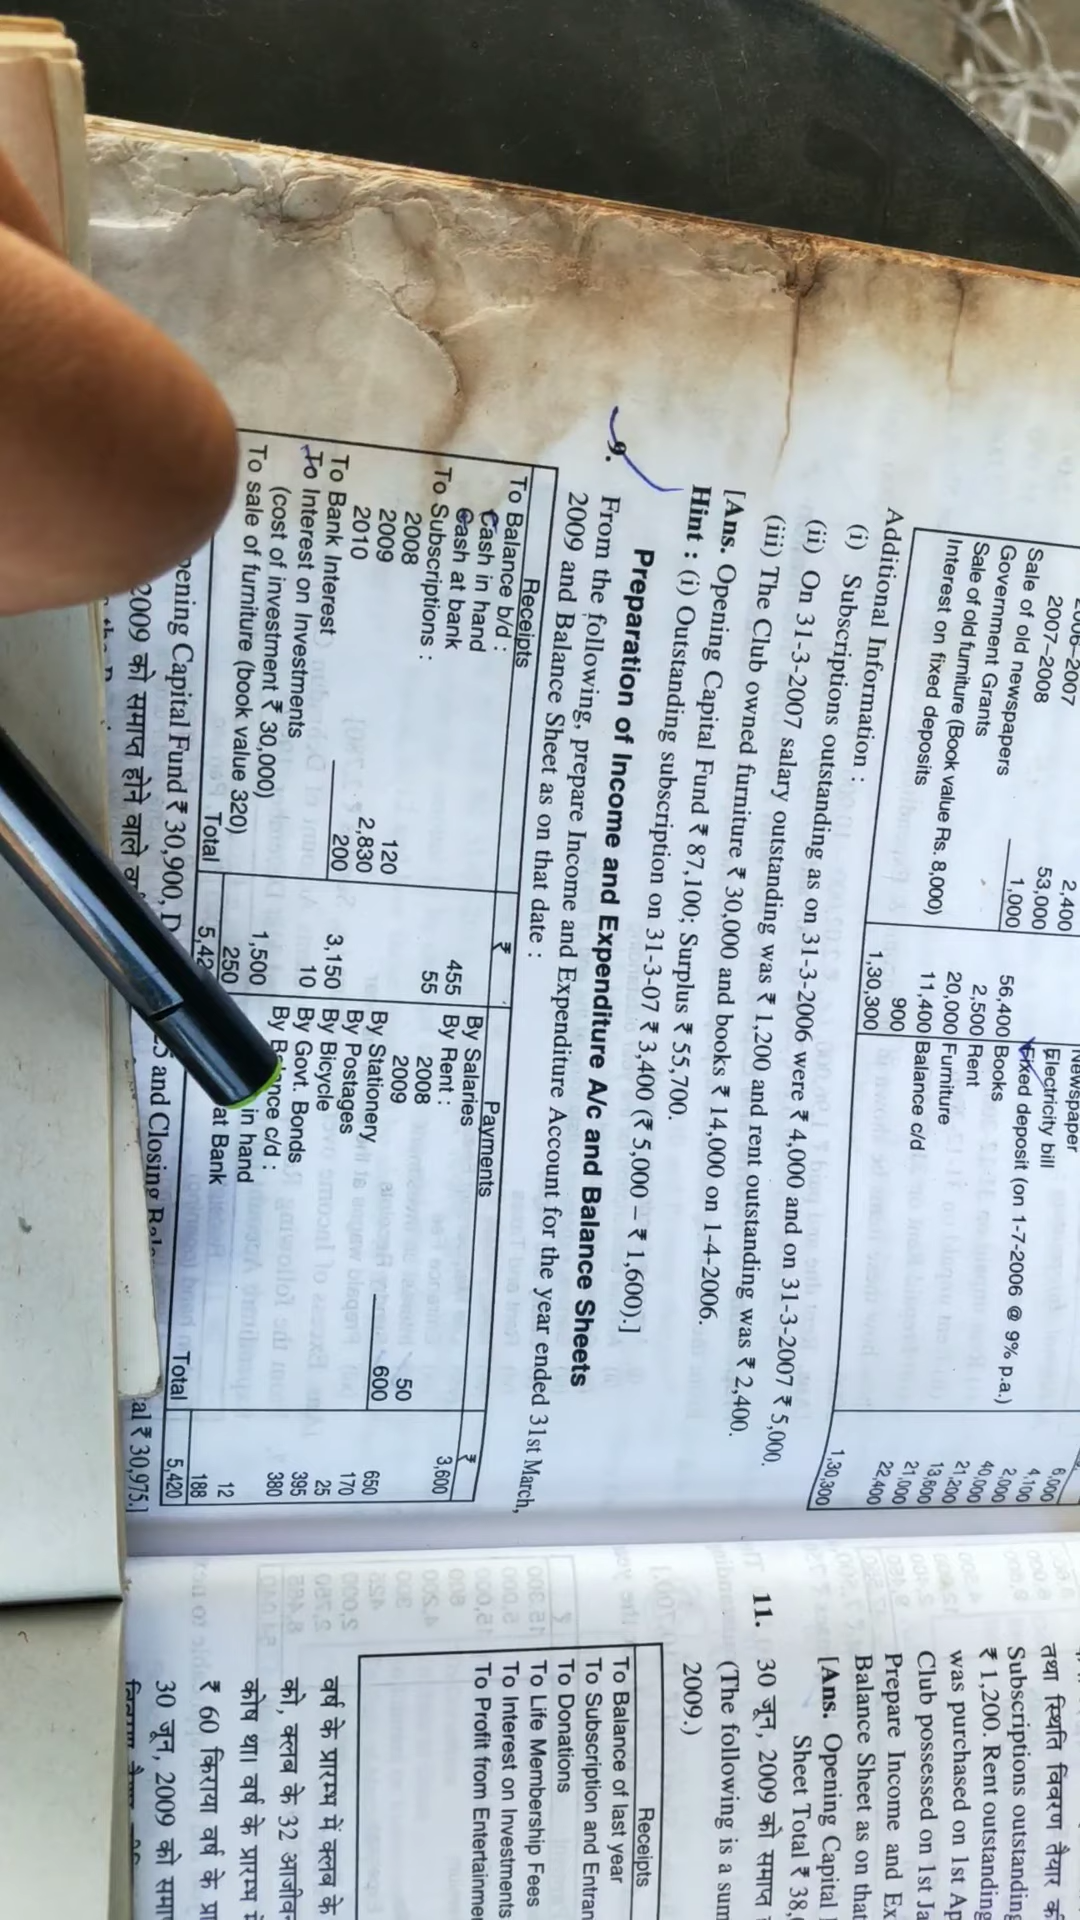 2006–2007 2,400
2007–2008 53,000
Sale of old newspapers 1,000 56,400
Government Grants 2,500
Sale of old furniture (Book value Rs. 8,000) 20,000
Interest on fixed deposits 11,400
900
1,30,300
Newspaper 6,000
Electricity bill 4,100
Fixed deposit (on 1-7-2006 @ 9% p.a.) 2,000
Books 40,000
Rent 21,200
Furniture 13,600
Balance c/d 21,000
22,400
1,30,300
Additional Information :
(i) Subscriptions outstanding as on 31-3-2006 were ₹ 4,000 and on 31-3-2007 ₹ 5,000.
(ii) On 31-3-2007 salary outstanding was ₹ 1,200 and rent outstanding was ₹ 2,400.
(iii) The Club owned furniture ₹ 30,000 and books ₹ 14,000 on 1-4-2006.
[Ans. Opening Capital Fund ₹ 87,100; Surplus ₹ 55,700.
Hint : (i) Outstanding subscription on 31-3-07 ₹ 3,400 (₹ 5,000 – ₹ 1,600).]
Preparation of Income and Expenditure A/c and Balance Sheets
9. From the following, prepare Income and Expenditure Account for the year ended 31st March,
2009 and Balance Sheet as on that date :
Receipts ₹ Payments ₹
To Balance b/d :
Cash in hand 455
Cash at bank 55
To Subscriptions :
2008 120
2009 2,830
2010 200 3,150
To Bank Interest 10
To Interest on Investments
(cost of investment ₹ 30,000) 1,500
To sale of furniture (book value 320) 250
Total 5,42
By Salaries 3,600
By Rent :
2008 50
2009 600 650
By Stationery 170
By Postages 25
By Bicycle 395
By Govt. Bonds 380
By Balance c/d :
in hand 12
at Bank 188
Total 5,420
pening Capital Fund ₹ 30,900, D
5 and Closing
tal ₹ 30,975.]
2009 को समाप्त होने वाले
तथा स्थिति विवरण तैयार
Subscriptions outstanding
₹ 1,200. Rent outstanding
was purchased on 1st Ap
Club possessed on 1st Ja
Prepare Income and Ex
Balance Sheet as on that
[Ans. Opening Capital
Sheet Total ₹ 38,
11. 30 जून, 2009 को समाप्त
(The following is a sum
2009.)
Receipts
To Balance of last year
To Subscription and Entran
To Donations
To Life Membership Fees
To Interest on Investments
To Profit from Entertainme
वर्ष के प्रारम्भ में क्लब के
को, क्लब के 32 आजीव
कोष था। वर्ष के प्रारम्भ
₹ 60 किराया वर्ष के प्रा
30 जून, 2009 को समा